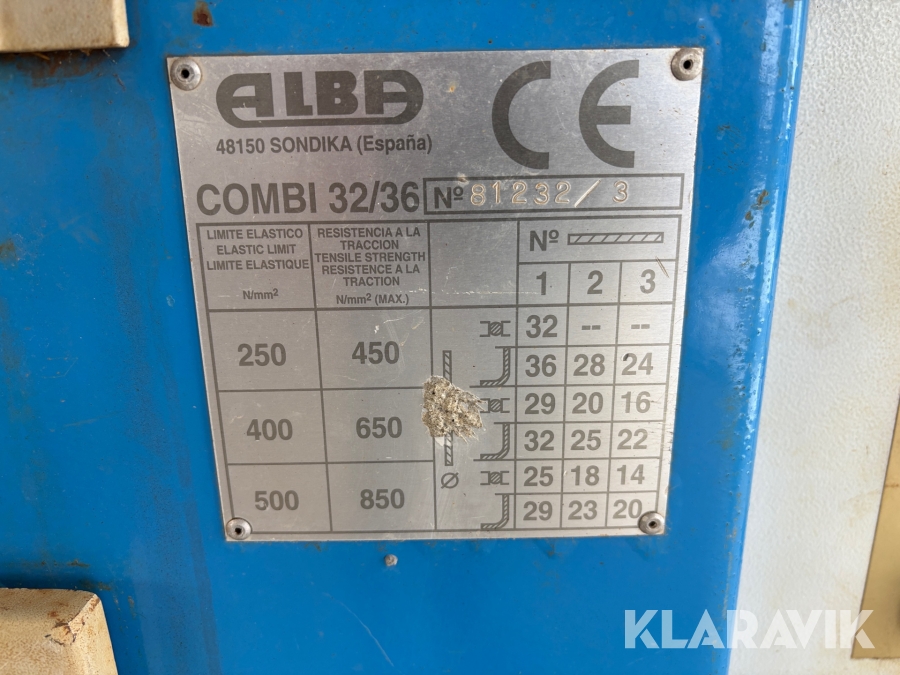 ALBA CE
48150 SONDIKA (España)
COMBI 32/36 Nº 81232/3
LIMITE ELASTICO
ELASTIC LIMIT
LIMITE ELASTIQUE
N/mm²
RESISTENCIA A LA
TRACCION
TENSILE STRENGTH
RESISTENCE A LA
TRACTION
N/mm² (MAX.)
Nº
1 2 3
250 450
32 -- --
36 28 24
400 650
29 20 16
32 25 22
500 850
Ø
25 18 14
29 23 20
KLARAVIK